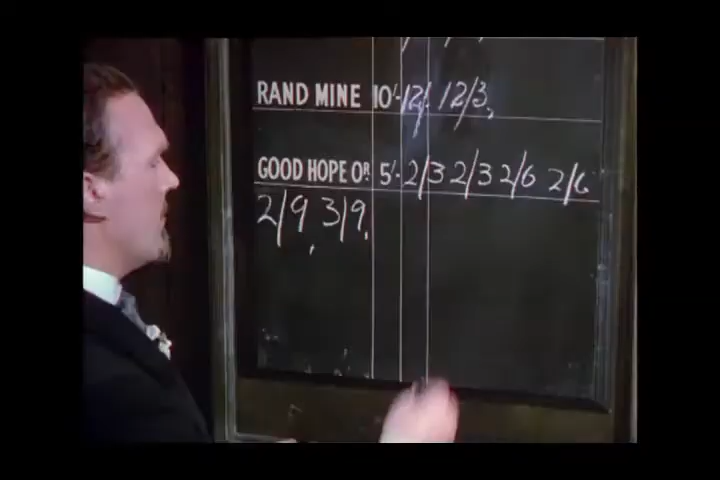 RAND MINE 10/- 12/- 12/3
GOOD HOPE OR. 5/- 2/3 2/3 2/6 2/6
2/9 3/9